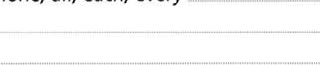 none, all, each, every